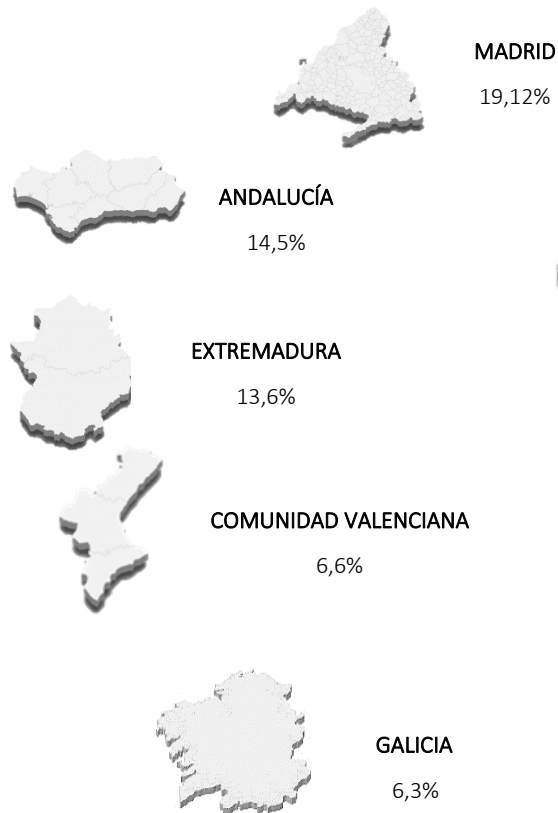 MADRID
19,12%
ANDALUCÍA
14,5%
EXTREMADURA
13,6%
COMUNIDAD VALENCIANA
6,6%
GALICIA
6,3%